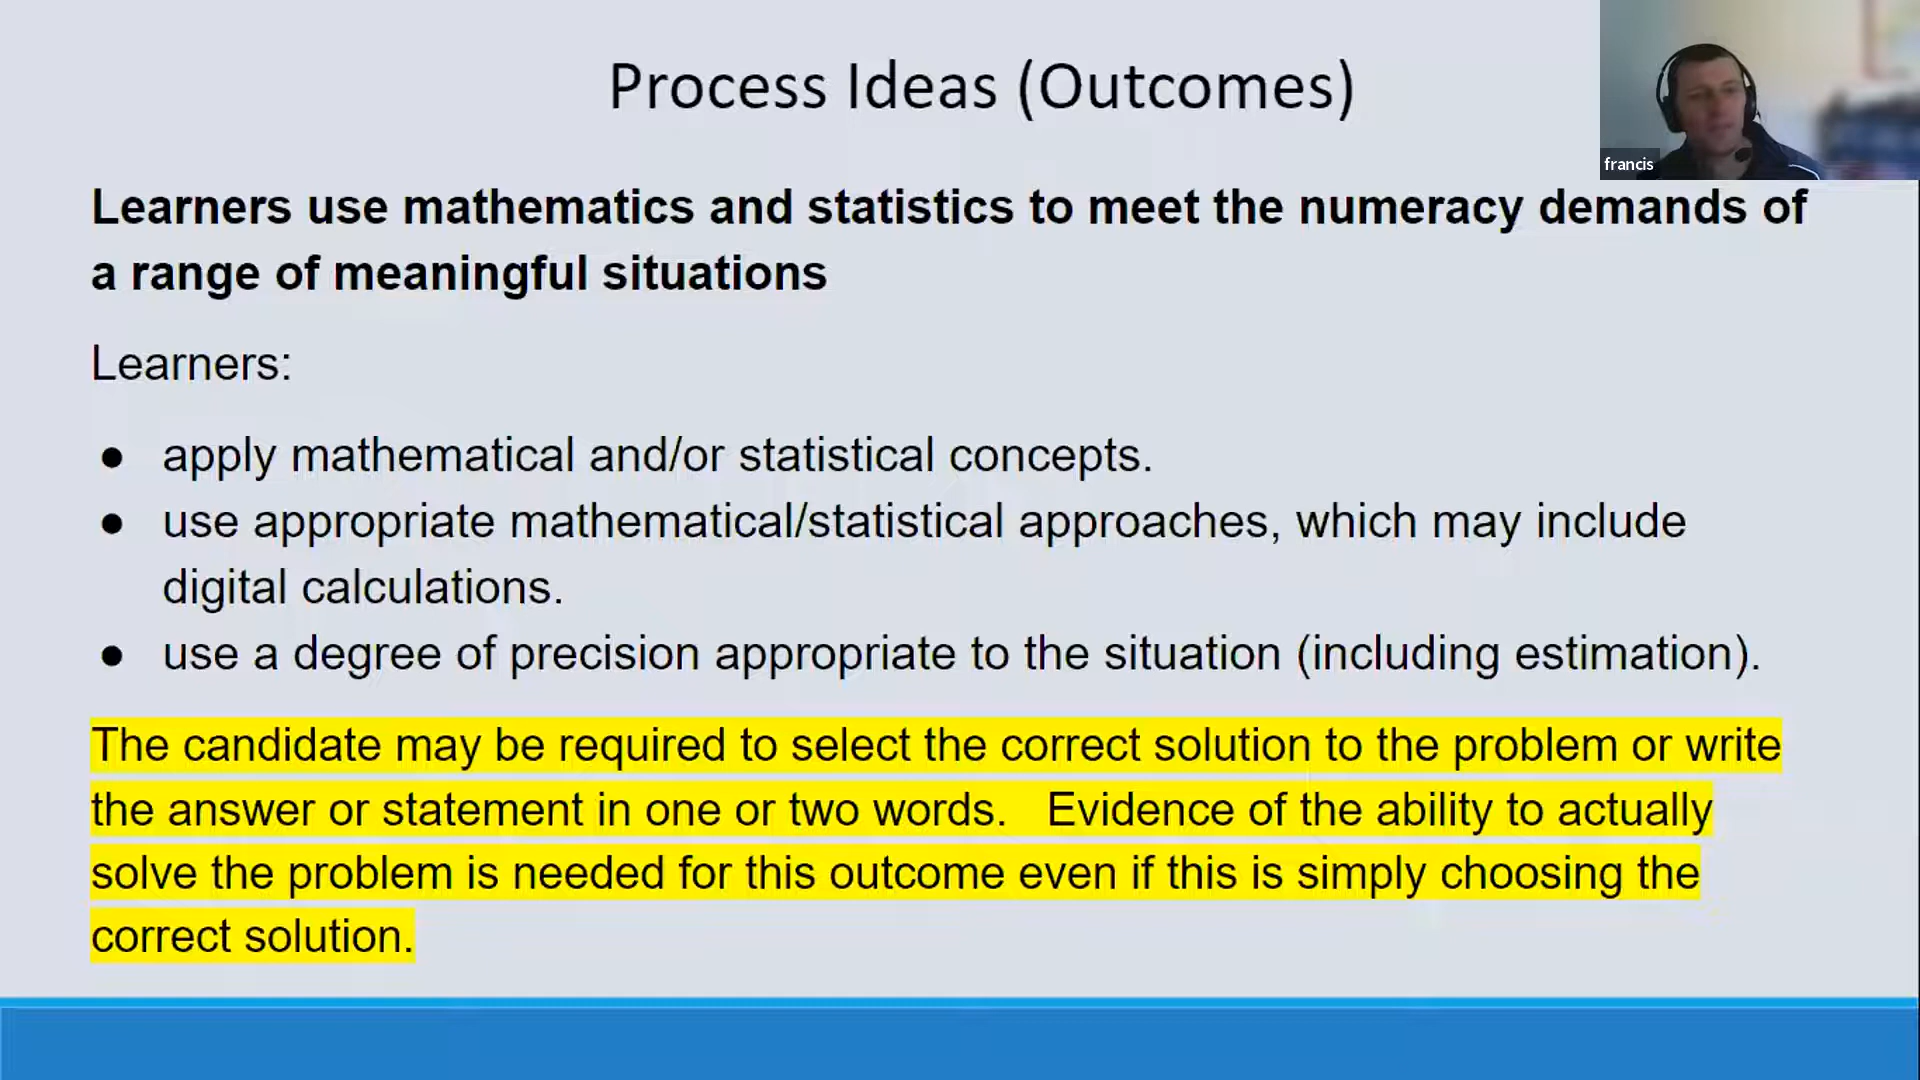 Process Ideas (Outcomes)
francis
Learners use mathematics and statistics to meet the numeracy demands of
a range of meaningful situations
Learners:
● apply mathematical and/or statistical concepts.
● use appropriate mathematical/statistical approaches, which may include
digital calculations.
● use a degree of precision appropriate to the situation (including estimation).
The candidate may be required to select the correct solution to the problem or write
the answer or statement in one or two words.   Evidence of the ability to actually
solve the problem is needed for this outcome even if this is simply choosing the
correct solution.